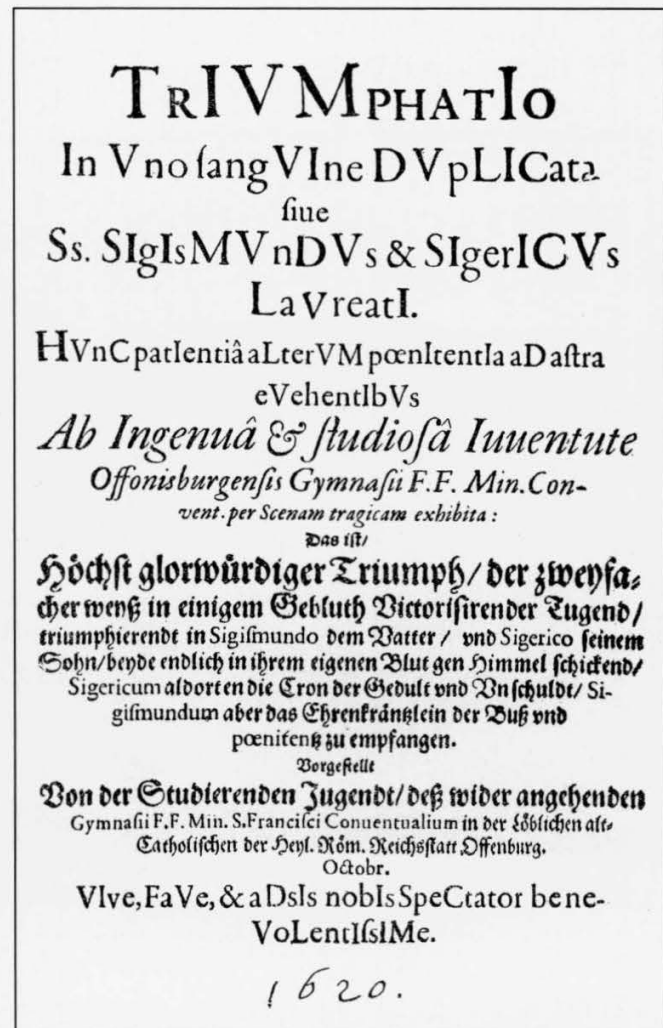 TRIVMPHATIo
In Vno ſangVIne DVpLICata
ſiue
Ss. SIgIsMVnDVs & SIgerICVs
LaVreatI.
HVnC patIentiâ aLterVM pœnItentIa aD aſtra
eVehentIbVs
Ab Ingenuâ & ſtudioſâ Iuuentute
Offonisburgenſis Gymnaſii F.F. Min. Con-
vent. per Scenam tragicam exhibita :
Das iſt/
Höchſt glorwürdiger Triumph/ der zweyfa-
cher weyß in einigem Gebluth Victoriſirender Tugend/
triumphierendt in Sigiſmundo dem Vatter / vnd Sigerico ſeinem
Sohn/ beyde endlich in ihrem eigenen Blut gen Himmel ſchickend/
Sigericum aldorten die Cron der Gedult vnd Vnſchuldt/ Si-
giſmundum aber das Ehrenkräntzlein der Buß vnd
pœnitentz zu empfangen.
Vorgeſtellt
Von der Studierenden Jugendt/ deß wider angehenden
Gymnaſii F.F. Min. S. Franciſci Conuentualium in der löblichen alt-
Catholiſchen der Heyl. Röm. Reichsſtatt Offenburg.
Octobr.
VIve, FaVe, & aDsIs nobIs SpeCtator bene-
VoLentIſsIMe.
1620.